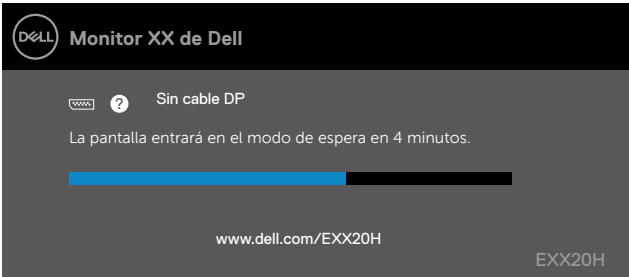 DELL Monitor XX de Dell
? Sin cable DP
La pantalla entrará en el modo de espera en 4 minutos.
www.dell.com/EXX20H
EXX20H